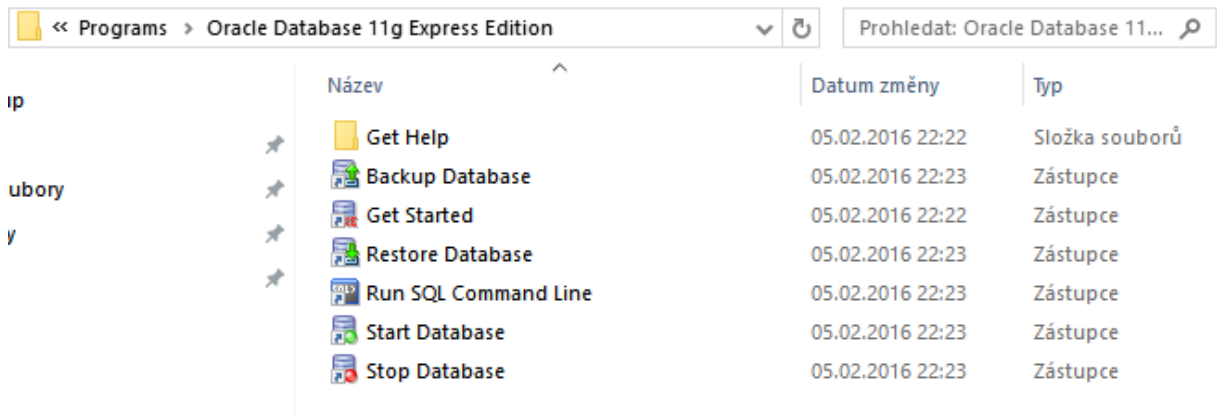 « Programs > Oracle Database 11g Express Edition Prohledat: Oracle Database 11...
Název Datum změny Typ
up
Get Help 05.02.2016 22:22 Složka souborů
Backup Database 05.02.2016 22:23 Zástupce
oubory
Get Started 05.02.2016 22:22 Zástupce
y
Restore Database 05.02.2016 22:23 Zástupce
Run SQL Command Line 05.02.2016 22:23 Zástupce
Start Database 05.02.2016 22:23 Zástupce
Stop Database 05.02.2016 22:23 Zástupce